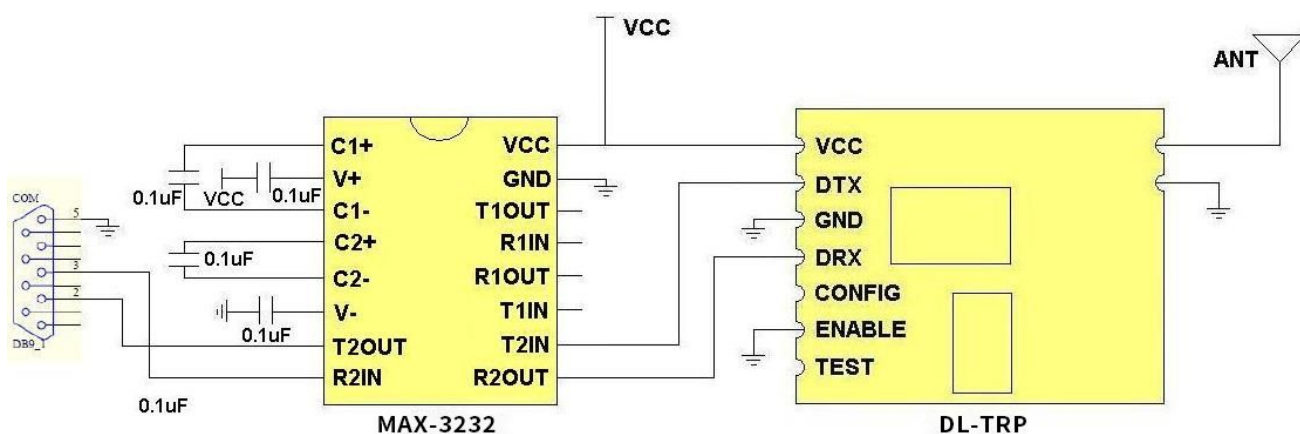 VCC
ANT
COM
5
3
2
DB9_1
0.1uF
VCC
0.1uF
0.1uF
0.1uF
0.1uF
C1+
V+
C1-
C2+
C2-
V-
T2OUT
R2IN
VCC
GND
T1OUT
R1IN
R1OUT
T1IN
T2IN
R2OUT
MAX-3232
VCC
DTX
GND
DRX
CONFIG
ENABLE
TEST
DL-TRP